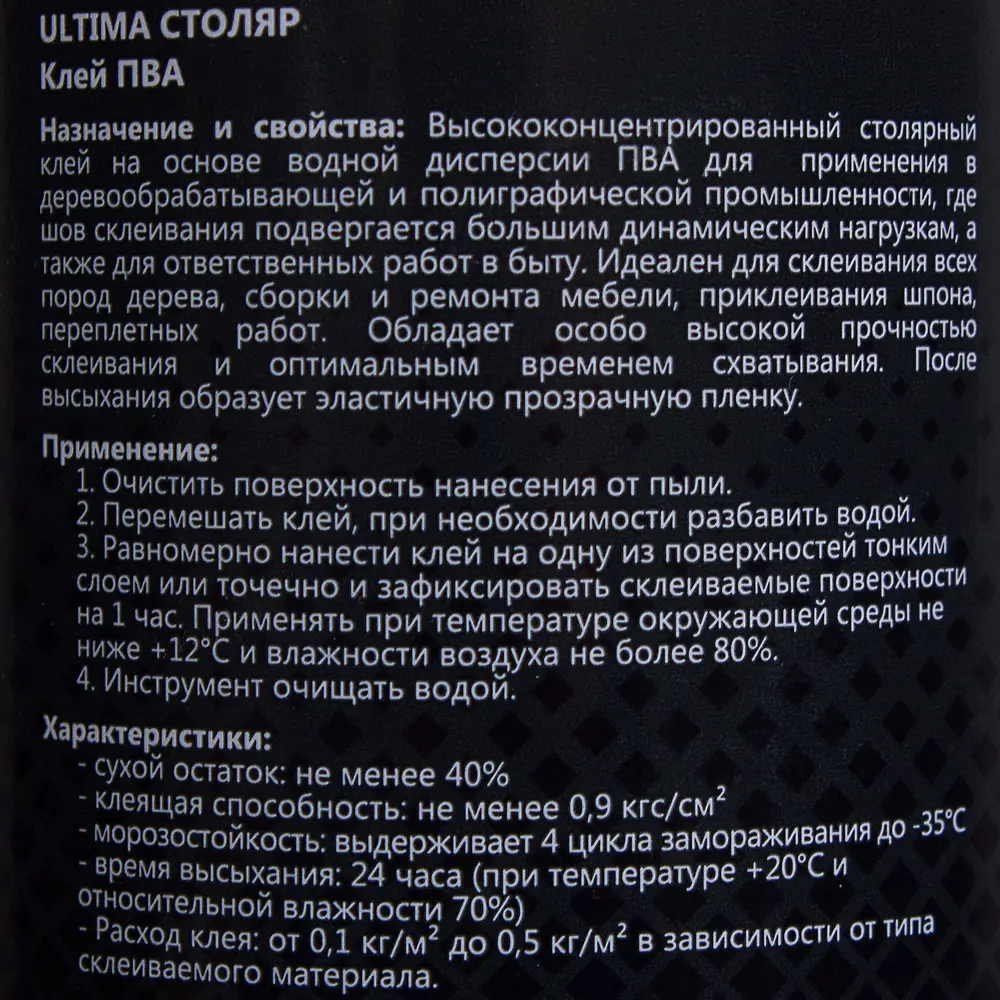 ULTIMA СТОЛЯР
Клей ПВА
Назначение и свойства: Высококонцентрированный столярный
клей на основе водной дисперсии ПВА для применения в
деревообрабатывающей и полиграфической промышленности, где
шов склеивания подвергается большим динамическим нагрузкам, а
также для ответственных работ в быту. Идеален для склеивания всех
пород дерева, сборки и ремонта мебели, приклеивания шпона,
переплетных работ. Обладает особо высокой прочностью
склеивания и оптимальным временем схватывания. После
высыхания образует эластичную прозрачную пленку.
Применение:
1. Очистить поверхность нанесения от пыли.
2. Перемешать клей, при необходимости разбавить водой.
3. Равномерно нанести клей на одну из поверхностей тонким
слоем или точечно и зафиксировать склеиваемые поверхности
на 1 час. Применять при температуре окружающей среды не
ниже +12°C и влажности воздуха не более 80%.
4. Инструмент очищать водой.
Характеристики:
- сухой остаток: не менее 40%
- клеящая способность: не менее 0,9 кгс/см²
- морозостойкость: выдерживает 4 цикла замораживания до -35°C
- время высыхания: 24 часа (при температуре +20°C и
относительной влажности 70%)
- Расход клея: от 0,1 кг/м² до 0,5 кг/м² в зависимости от типа
склеиваемого материала.